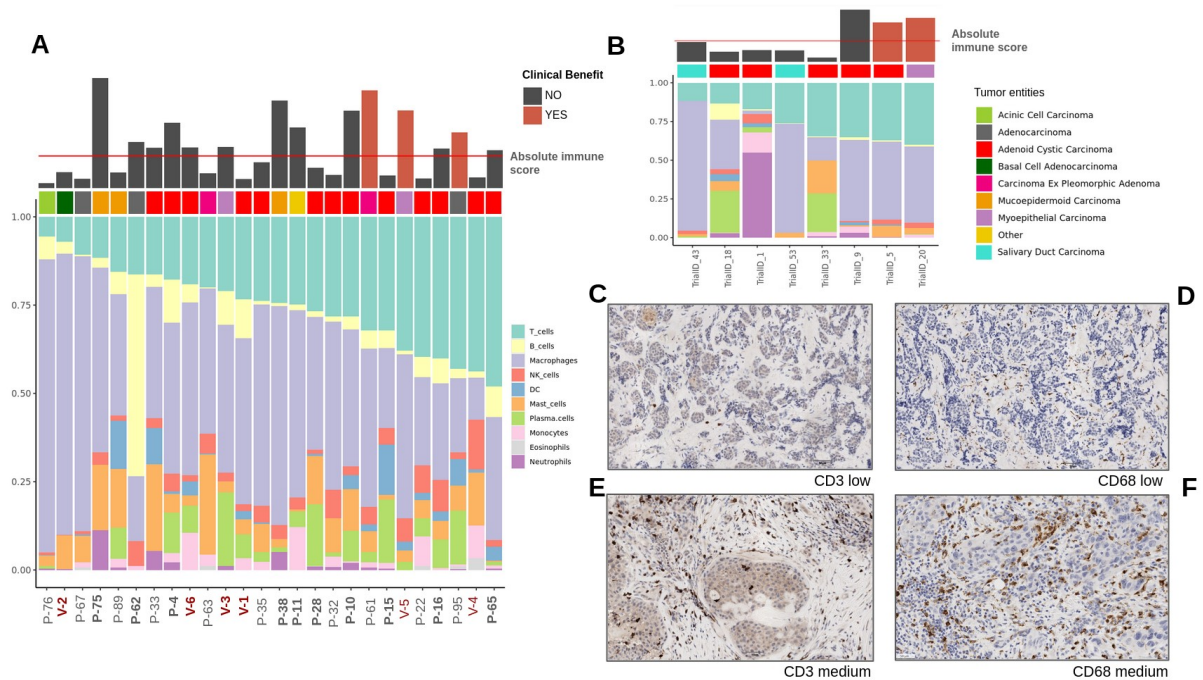 A
Clinical Benefit
NO
YES
Absolute immune
score
1.00
0.75
0.50
0.25
0.00
P-76
V-2
P-67
P-75
P-89
P-62
P-33
P-4
V-6
P-63
V-3
V-1
P-35
P-38
P-11
P-28
P-32
P-10
P-61
P-15
V-5
P-22
P-16
P-95
V-4
P-65
T_cells
B_cells
Macrophages
NK_cells
DC
Mast_cells
Plasma.cells
Monocytes
Eosinophils
Neutrophils
B
Absolute
immune score
1.00
0.75
0.50
0.25
0.00
TrialID_43
TrialID_18
TrialID_1
TrialID_53
TrialID_33
TrialID_9
TrialID_5
TrialID_20
Tumor entities
Acinic Cell Carcinoma
Adenocarcinoma
Adenoid Cystic Carcinoma
Basal Cell Adenocarcinoma
Carcinoma Ex Pleomorphic Adenoma
Mucoepidermoid Carcinoma
Myoepithelial Carcinoma
Other
Salivary Duct Carcinoma
C
CD3 low
D
CD68 low
E
CD3 medium
F
CD68 medium